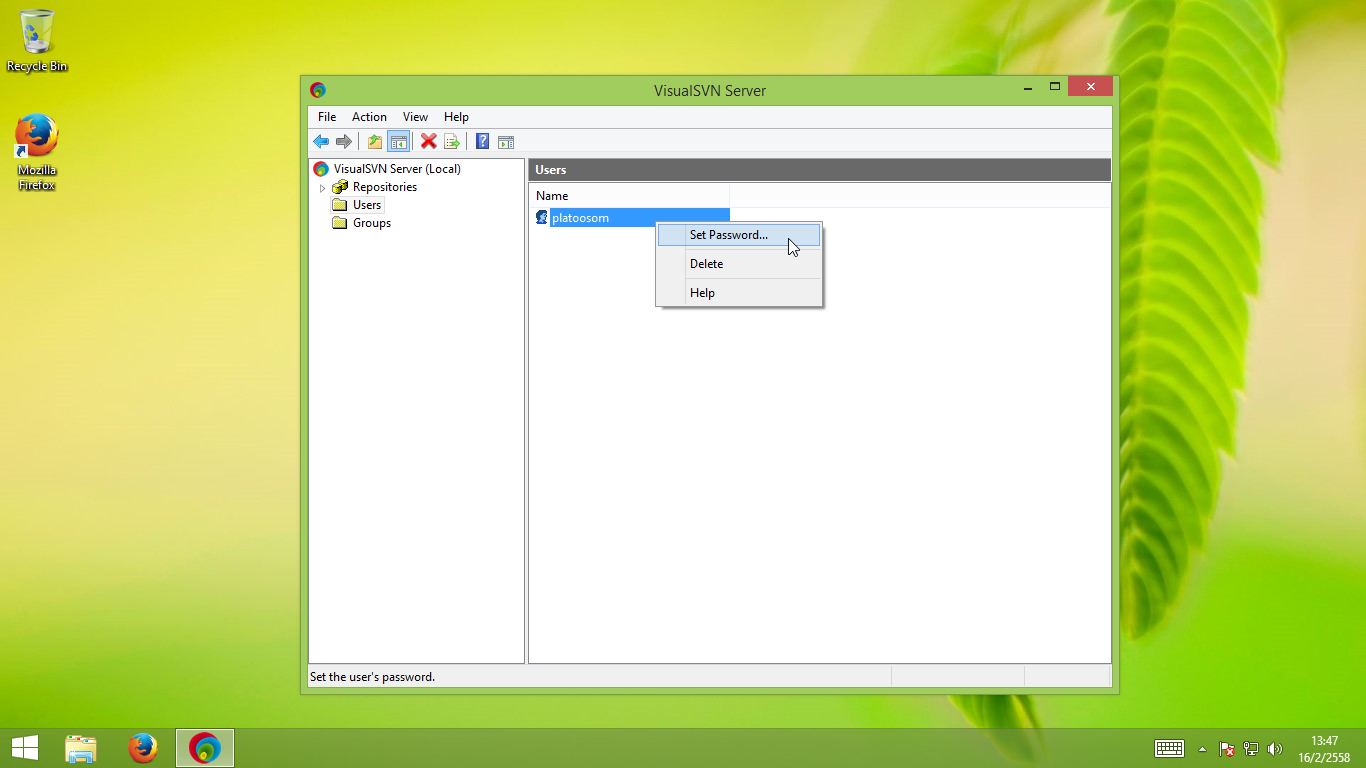 Recycle Bin
Mozilla
Firefox
VisualSVN Server
File Action View Help
VisualSVN Server (Local)
Repositories
Users
Groups
Users
Name
platoosom
Set Password...
Delete
Help
Set the user's password.
13:47
16/2/2558